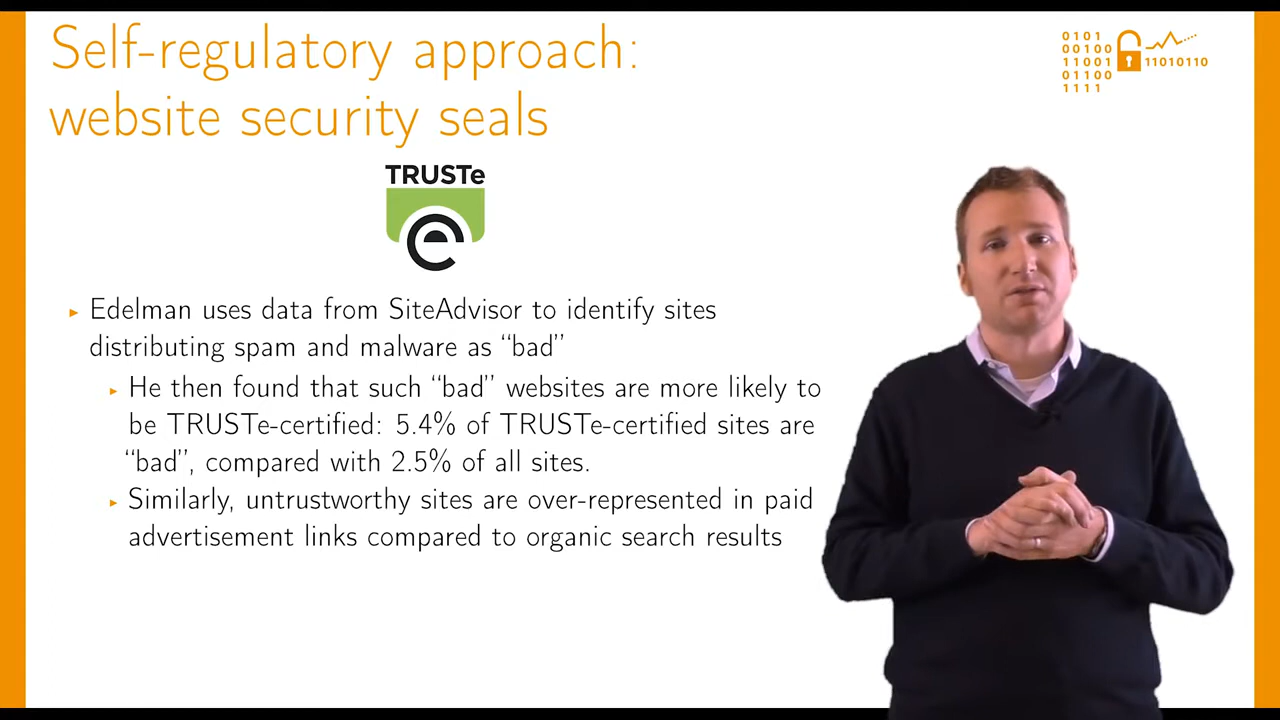 Self-regulatory approach:
website security seals
0101
00100
11001
01100
1111
11010110
TRUSTe
e
▸ Edelman uses data from SiteAdvisor to identify sites
distributing spam and malware as “bad”
▸ He then found that such “bad” websites are more likely to
be TRUSTe-certified: 5.4% of TRUSTe-certified sites are
“bad”, compared with 2.5% of all sites.
▸ Similarly, untrustworthy sites are over-represented in paid
advertisement links compared to organic search results